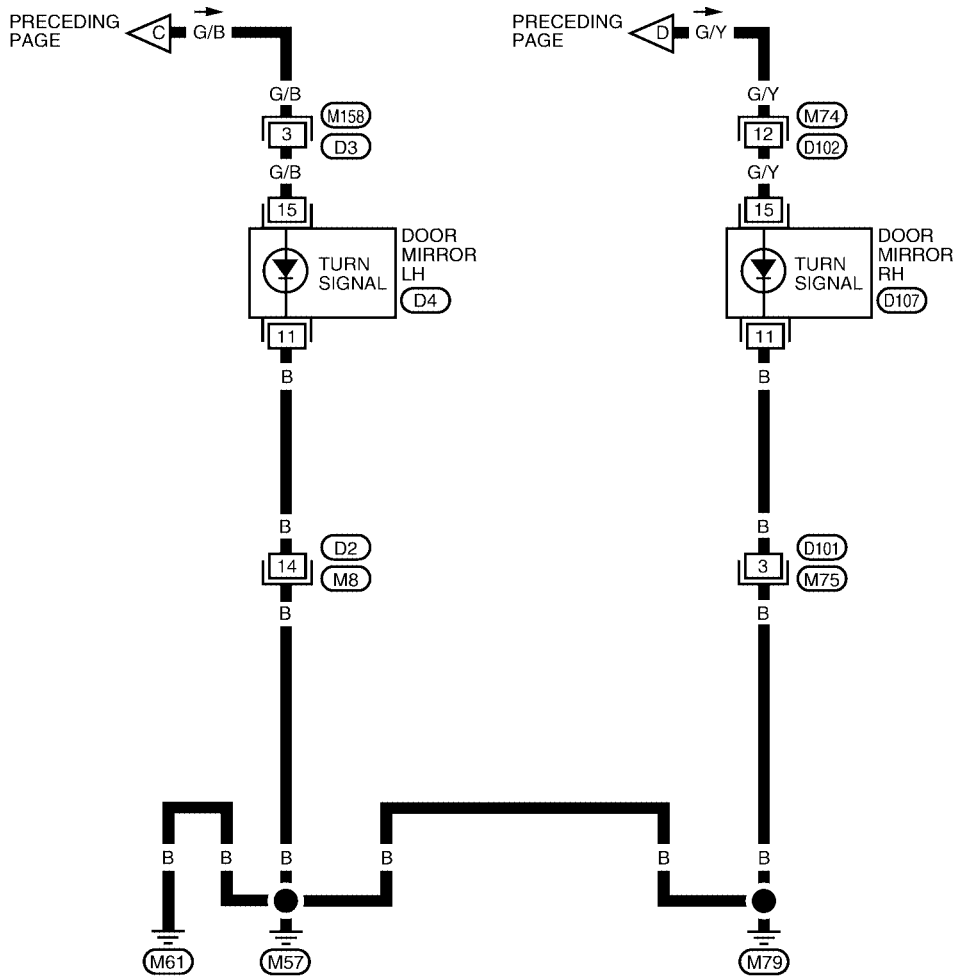 PRECEDING
PAGE
C
G/B
PRECEDING
PAGE
D
G/Y
G/B
M158
3
D3
G/B
G/Y
M74
12
D102
G/Y
15
TURN
SIGNAL
DOOR
MIRROR
LH
D4
11
B
15
TURN
SIGNAL
DOOR
MIRROR
RH
D107
11
B
B
D2
14
M8
B
B
D101
3
M75
B
B
B
B
B
B
B
M61
M57
M79